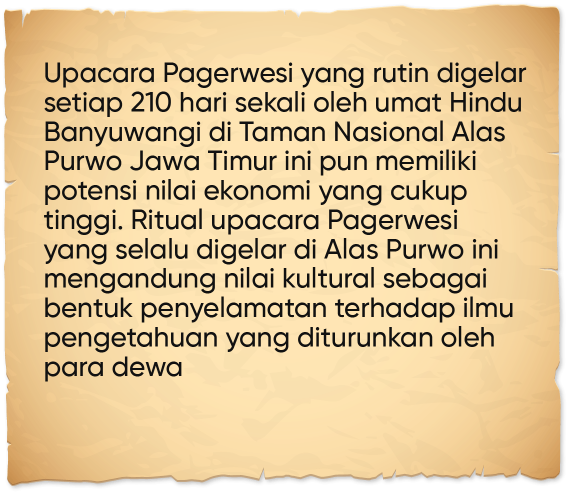 Upacara Pagerwesi yang rutin digelar
setiap 210 hari sekali oleh umat Hindu
Banyuwangi di Taman Nasional Alas
Purwo Jawa Timur ini pun memiliki
potensi nilai ekonomi yang cukup
tinggi. Ritual upacara Pagerwesi
yang selalu digelar di Alas Purwo ini
mengandung nilai kultural sebagai
bentuk penyelamatan terhadap ilmu
pengetahuan yang diturunkan oleh
para dewa